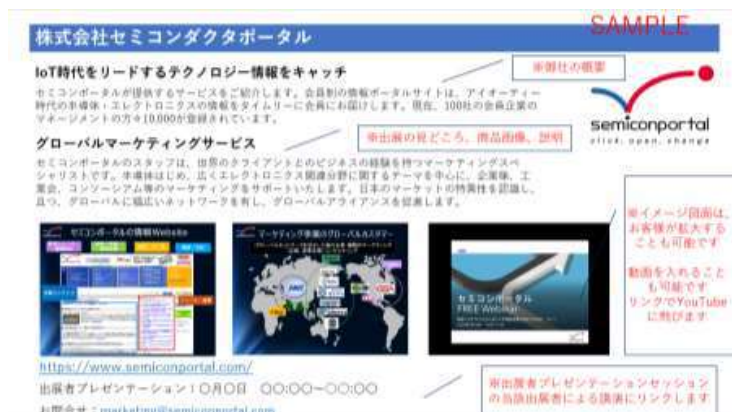 SAMPLE
株式会社セミコンダクタポータル
IoT時代をリードするテクノロジー情報をキャッチ
※御社の概要
セミコンポータルが提供するサービスをご紹介します。会員制の情報ポータルサイトは、アイオーティー
時代の半導体・エレクトロニクスの情報をタイムリーに会員にお届けします。現在、100社の会員企業の
マネージメントの方々10,000が登録されています。
semiconportal
click, open, change
グローバルマーケティングサービス
※出展の見どころ、商品画像、説明
セミコンポータルのスタッフは、世界のクライアントとのビジネスの経験を持つマーケティングスペ
シャリストです。半導体はじめ、広くエレクトロニクス関連分野に関するテーマを中心に、企業様、工
業会、コンソーシアム等のマーケティングをサポートいたします。日本のマーケットの特異性を認識し、
且つ、グローバルに幅広いネットワークを有し、グローバルアライアンスを促進します。
セミコンポータルの情報Website
マーケティング事業のグローバルカスタマー
セミコンポータル
FREE Webinar
※イメージ図面は、
お客様が拡大する
ことも可能です
動画を入れること
も可能です
リンクでYouTube
に飛びます
https://www.semiconportal.com/
出展者プレゼンテーション：〇月〇日 〇〇:〇〇～〇〇:〇〇
※出展者プレゼンテーションセッション
の当該出展者による講演にリンクします
お問合せ：marketing@semiconportal.com